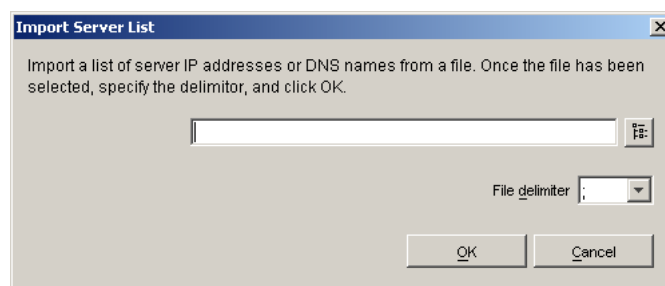 Import Server List
Import a list of server IP addresses or DNS names from a file. Once the file has been
selected, specify the delimitor, and click OK.
File delimiter ;
OK Cancel